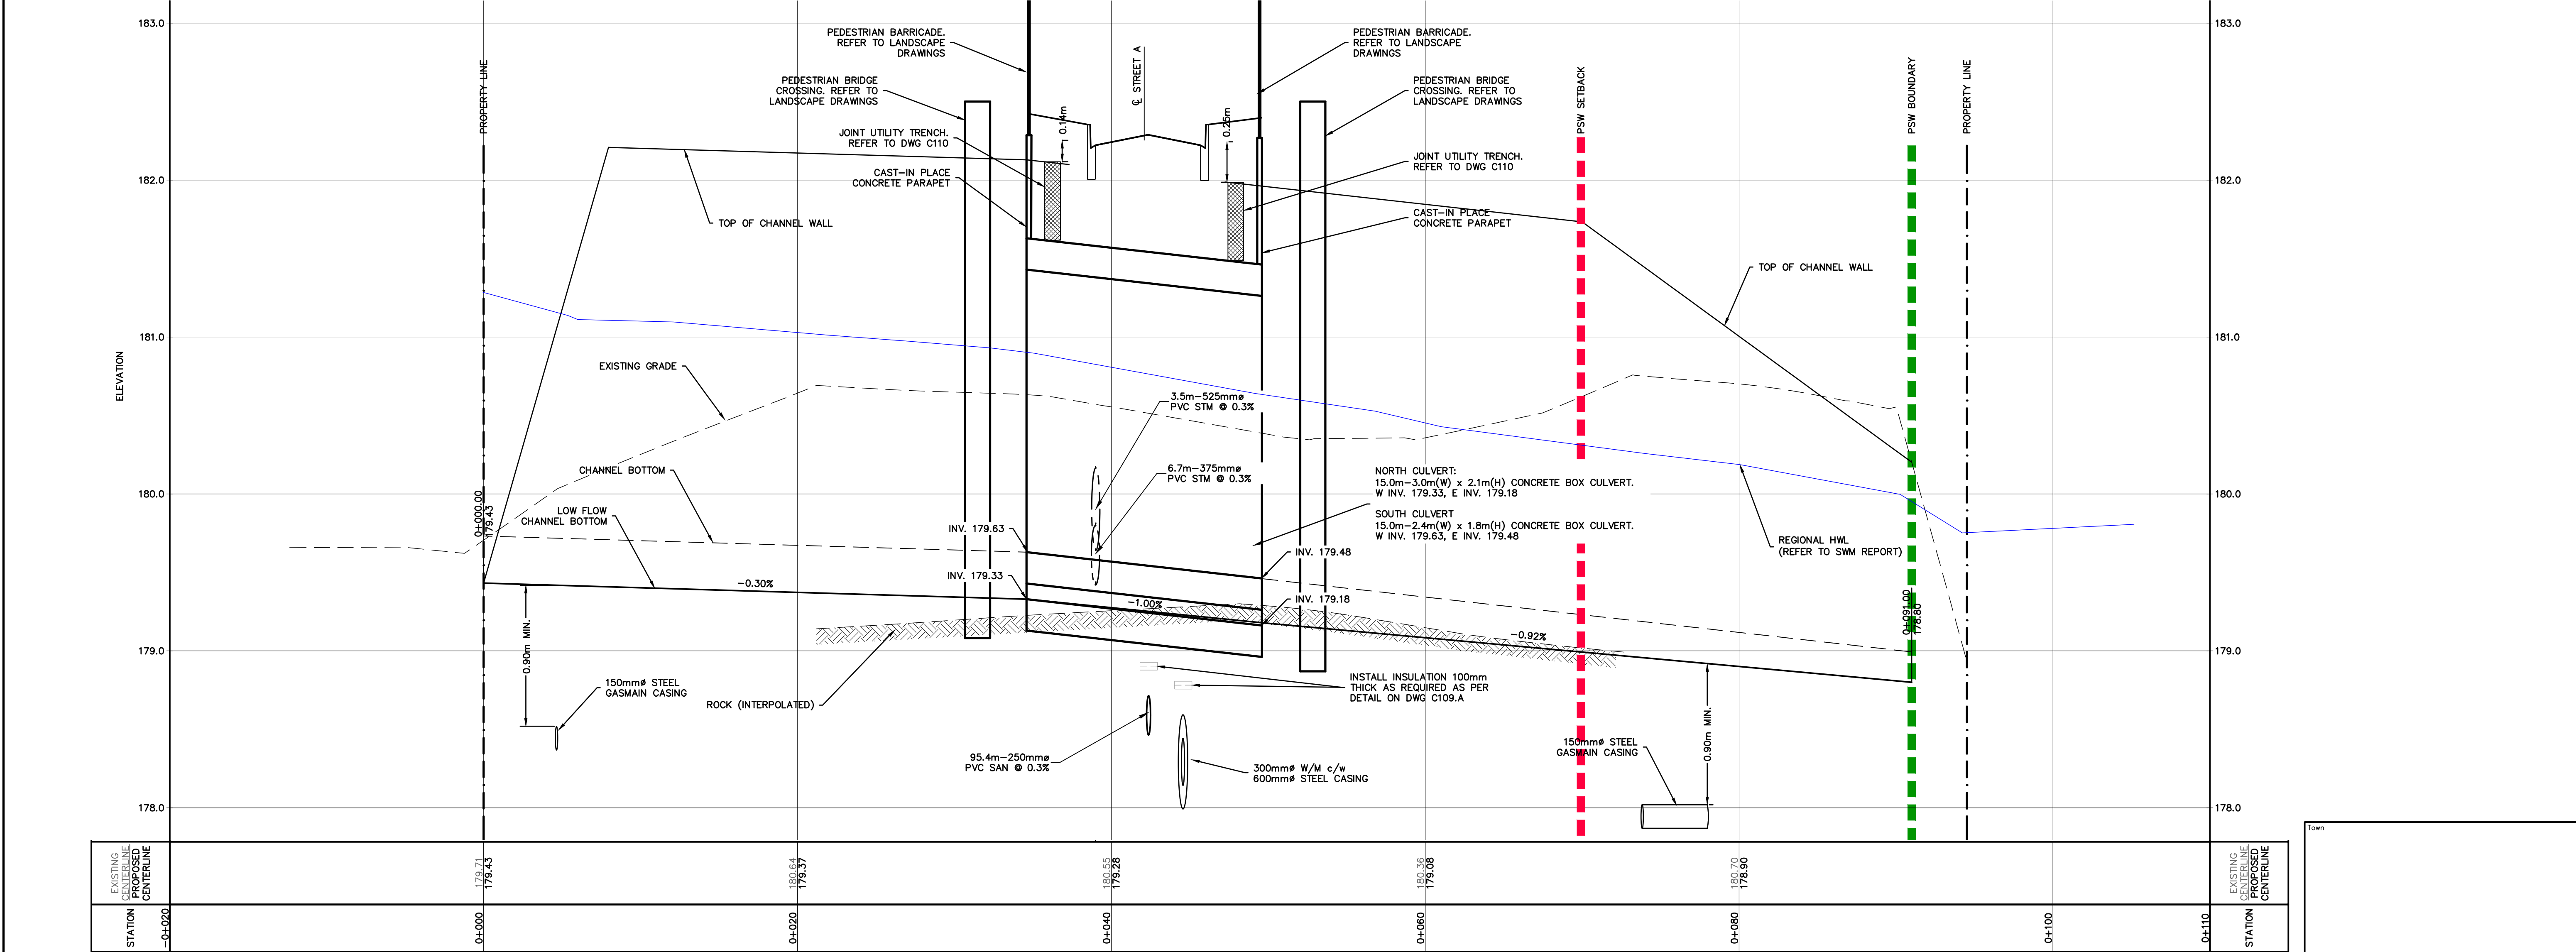 183.0
182.0
181.0
180.0
179.0
178.0
ELEVATION
PROPERTY LINE
PEDESTRIAN BARRICADE.
REFER TO LANDSCAPE
DRAWINGS
PEDESTRIAN BRIDGE
CROSSING. REFER TO
LANDSCAPE DRAWINGS
JOINT UTILITY TRENCH.
REFER TO DWG C110
CAST-IN PLACE
CONCRETE PARAPET
TOP OF CHANNEL WALL
0.14m
℄ STREET A
0.25m
PEDESTRIAN BARRICADE.
REFER TO LANDSCAPE
DRAWINGS
PEDESTRIAN BRIDGE
CROSSING. REFER TO
LANDSCAPE DRAWINGS
JOINT UTILITY TRENCH.
REFER TO DWG C110
CAST-IN PLACE
CONCRETE PARAPET
PSW SETBACK
TOP OF CHANNEL WALL
PSW BOUNDARY
PROPERTY LINE
183.0
182.0
181.0
180.0
179.0
178.0
EXISTING GRADE
CHANNEL BOTTOM
LOW FLOW
CHANNEL BOTTOM
0+000.00
179.43
3.5m-525mmø
PVC STM @ 0.3%
6.7m-375mmø
PVC STM @ 0.3%
NORTH CULVERT:
15.0m-3.0m(W) x 2.1m(H) CONCRETE BOX CULVERT.
W INV. 179.33, E INV. 179.18
SOUTH CULVERT
15.0m-2.4m(W) x 1.8m(H) CONCRETE BOX CULVERT.
W INV. 179.63, E INV. 179.48
REGIONAL HWL
(REFER TO SWM REPORT)
INV. 179.63
INV. 179.48
INV. 179.33
INV. 179.18
-0.30%
-1.00%
-0.92%
0+091.00
178.80
0.90m MIN.
150mmø STEEL
GASMAIN CASING
ROCK (INTERPOLATED)
INSTALL INSULATION 100mm
THICK AS REQUIRED AS PER
DETAIL ON DWG C109.A
95.4m-250mmø
PVC SAN @ 0.3%
300mmø W/M c/w
600mmø STEEL CASING
150mmø STEEL
GASMAIN CASING
0.90m MIN.
Town
EXISTING
CENTERLINE
PROPOSED
CENTERLINE
179.71
179.43
180.64
179.37
180.55
179.28
180.36
179.08
180.70
178.90
EXISTING
CENTERLINE
PROPOSED
CENTERLINE
STATION
-0+020
0+000
0+020
0+040
0+060
0+080
0+100
0+110
STATION